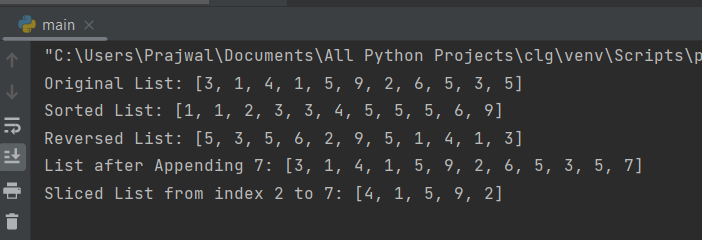 main
"C:\Users\Prajwal\Documents\All Python Projects\clg\venv\Scripts\p
Original List: [3, 1, 4, 1, 5, 9, 2, 6, 5, 3, 5]
Sorted List: [1, 1, 2, 3, 3, 4, 5, 5, 5, 6, 9]
Reversed List: [5, 3, 5, 6, 2, 9, 5, 1, 4, 1, 3]
List after Appending 7: [3, 1, 4, 1, 5, 9, 2, 6, 5, 3, 5, 7]
Sliced List from index 2 to 7: [4, 1, 5, 9, 2]